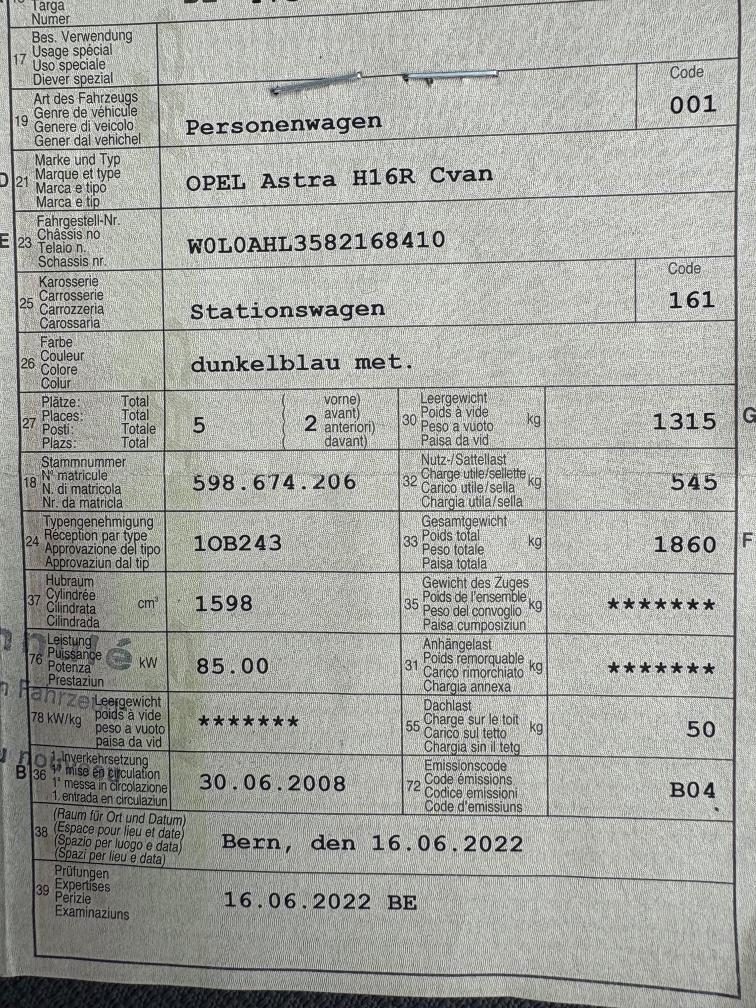 Targa
Numer
17 Bes. Verwendung
Usage spécial
Uso speciale
Diever spezial
19 Art des Fahrzeugs
Genre de véhicule
Genere di veicolo
Gener dal vehichel
Personenwagen
Code
001
D 21 Marke und Typ
Marque et type
Marca e tipo
Marca e tip
OPEL Astra H16R Cvan
E 23 Fahrgestell-Nr.
Châssis no
Telaio n.
Schassis nr.
W0L0AHL3582168410
25 Karosserie
Carrosserie
Carrozzeria
Carossaria
Stationswagen
Code
161
26 Farbe
Couleur
Colore
Colur
dunkelblau met.
27 Plätze: Total
Places: Total
Posti: Totale
Plazs: Total
5 ( 2 vorne)
( avant)
( anteriori)
( davant)
30 Leergewicht
Poids à vide
Peso a vuoto
Paisa da vid
kg
1315 G
18 Stammnummer
N° matricule
N. di matricola
Nr. da matricla
598.674.206
32 Nutz-/Sattellast
Charge utile/sellette
Carico utile/sella
Chargia utila/sella
kg
545
24 Typengenehmigung
Réception par type
Approvazione del tipo
Approvaziun dal tip
1OB243
33 Gesamtgewicht
Poids total
Peso totale
Paisa totala
kg
1860 F
37 Hubraum
Cylindrée
Cilindrata
Cilindrada
cm³
1598
35 Gewicht des Zuges
Poids de l'ensemble
Peso del convoglio
Paisa cumposiziun
kg
*******
76 Leistung
Puissance
Potenza
Prestaziun
kW
85.00
31 Anhängelast
Poids remorquable
Carico rimorchiato
Chargia annexa
kg
*******
78 kW/kg Leergewicht
poids à vide
peso a vuoto
paisa da vid
*******
55 Dachlast
Charge sur le toit
Carico sul tetto
Chargia sin il tetg
kg
50
B 36 1. Inverkehrsetzung
1re mise en circulation
1a messa in circolazione
1. entrada en circulaziun
30.06.2008
72 Emissionscode
Code émissions
Codice emissioni
Code d'emissiuns
B04
38 (Raum für Ort und Datum)
(Espace pour lieu et date)
(Spazio per luogo e data)
(Spazi per lieu e data)
Bern, den 16.06.2022
39 Prüfungen
Expertises
Perizie
Examinaziuns
16.06.2022 BE